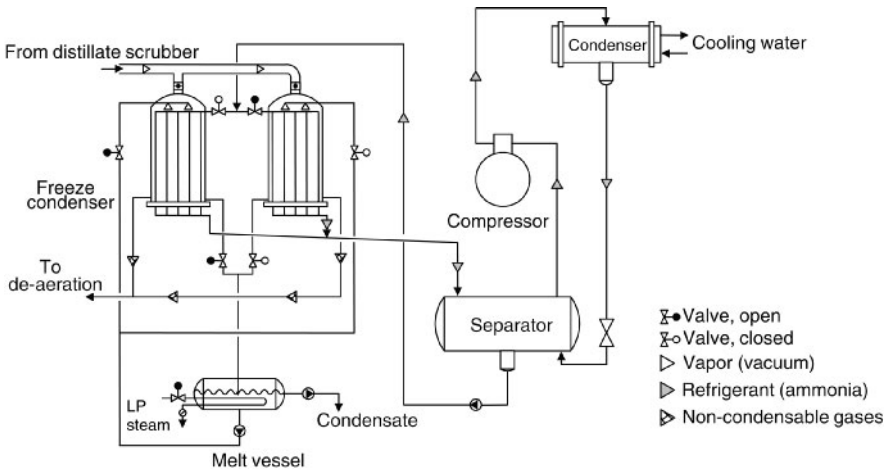 From distillate scrubber
Condenser
Cooling water
Freeze
condenser
Compressor
To
de-aeration
Separator
Valve, open
Valve, closed
Vapor (vacuum)
Refrigerant (ammonia)
Non-condensable gases
LP
steam
Condensate
Melt vessel